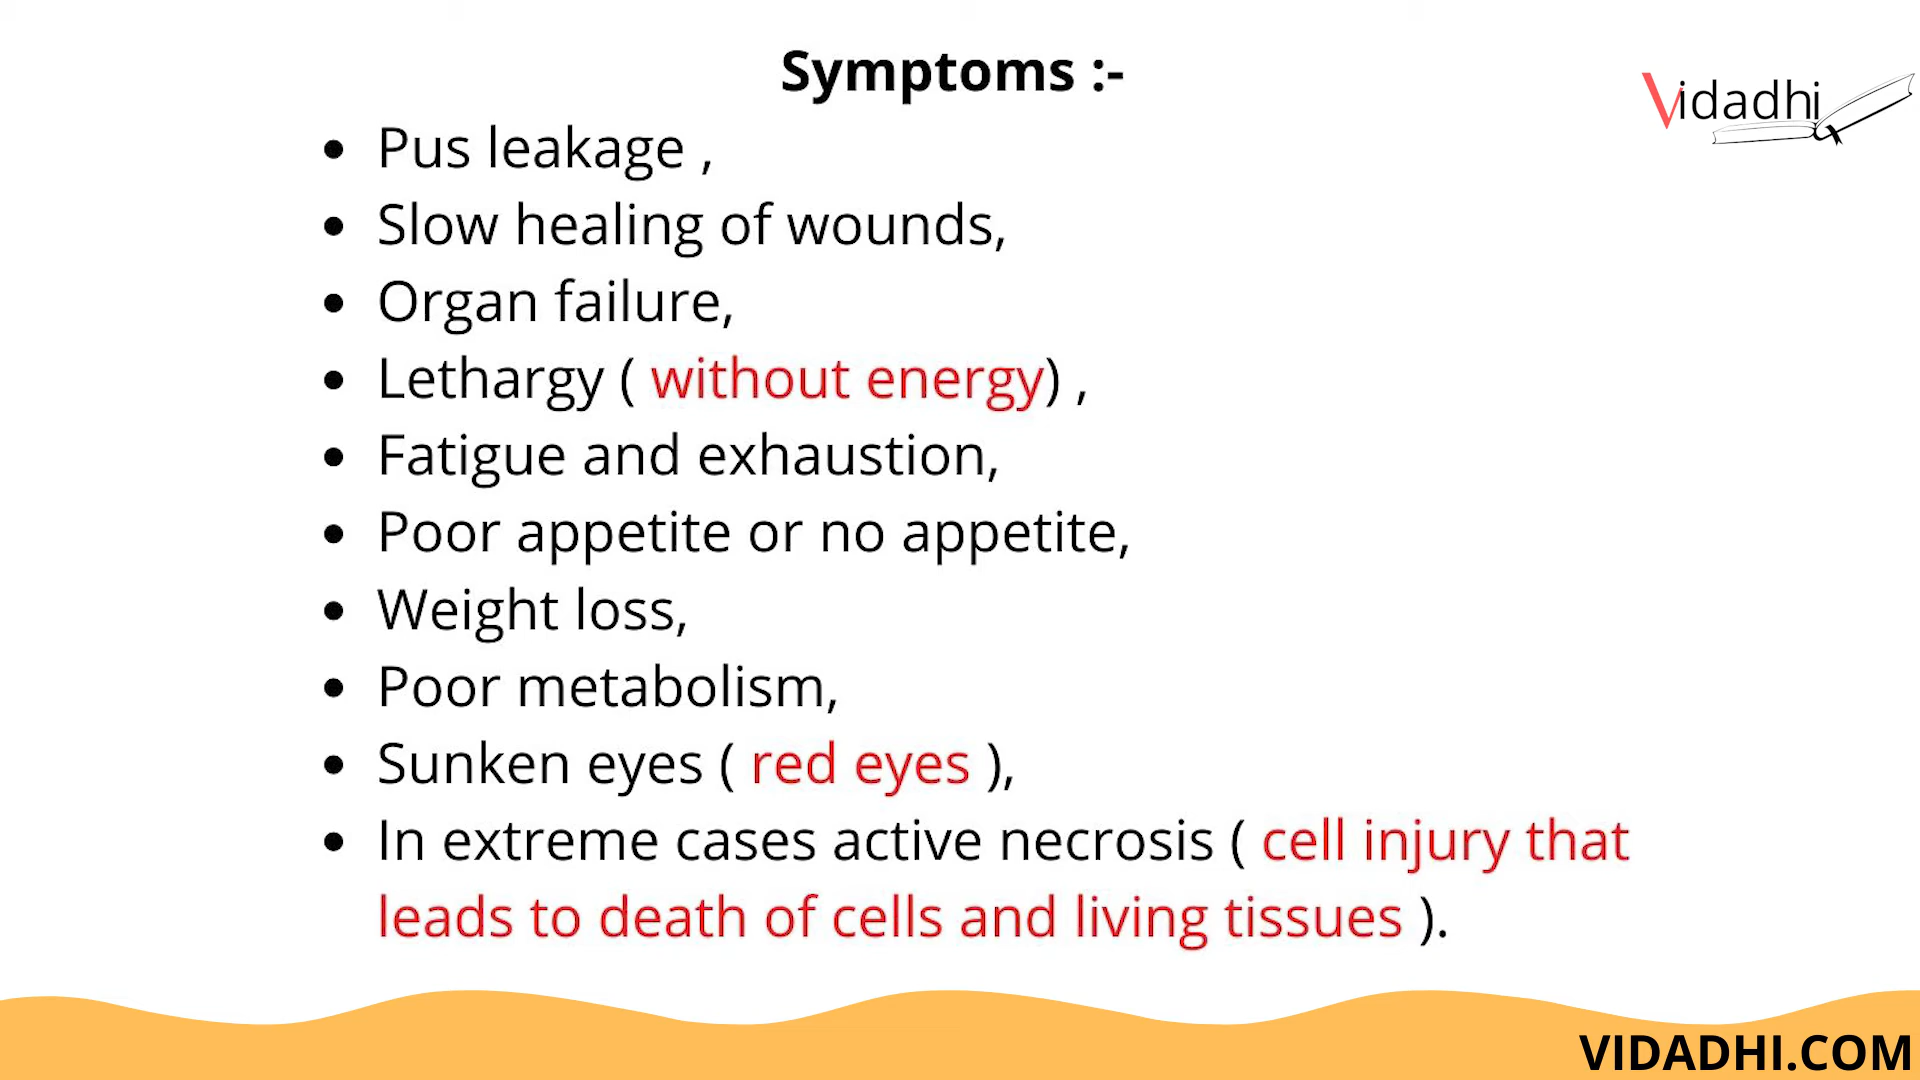 Symptoms :-
Vidadhi
• Pus leakage ,
• Slow healing of wounds,
• Organ failure,
• Lethargy ( without energy) ,
• Fatigue and exhaustion,
• Poor appetite or no appetite,
• Weight loss,
• Poor metabolism,
• Sunken eyes ( red eyes ),
• In extreme cases active necrosis ( cell injury that
leads to death of cells and living tissues ).
VIDADHI.COM